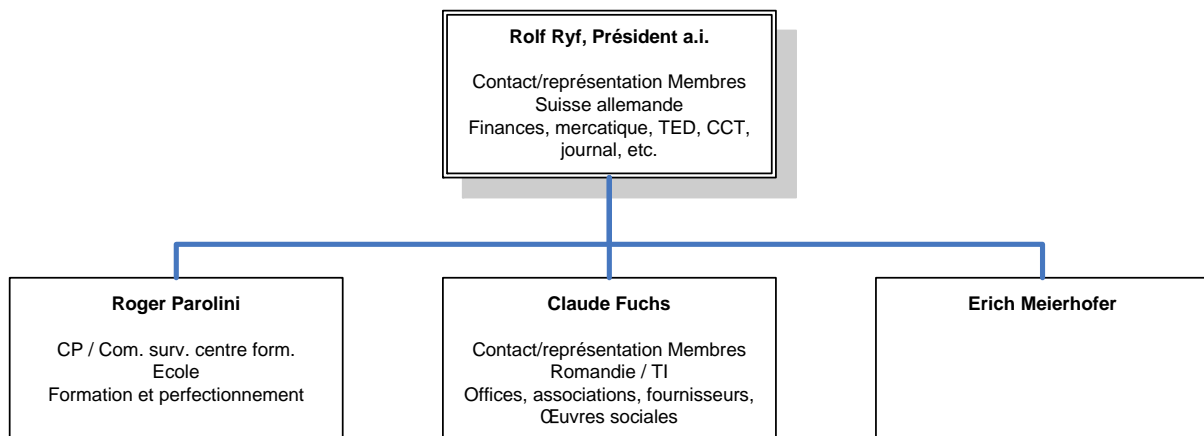 Rolf Ryf, Président a.i.
Contact/représentation Membres
Suisse allemande
Finances, mercatique, TED, CCT,
journal, etc.
Roger Parolini
CP / Com. surv. centre form.
Ecole
Formation et perfectionnement
Claude Fuchs
Contact/représentation Membres
Romandie / TI
Offices, associations, fournisseurs,
Œuvres sociales
Erich Meierhofer